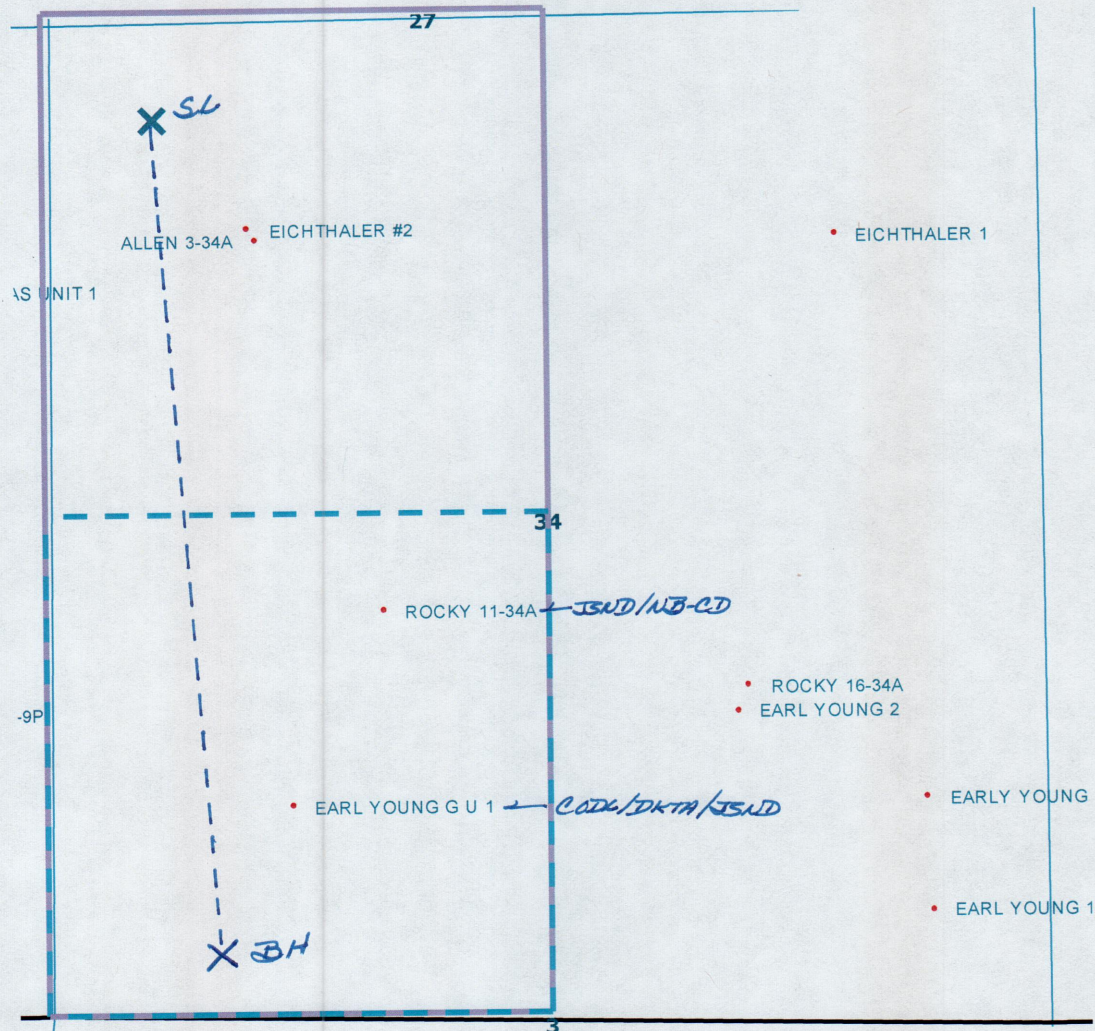 27
SL
ALLEN 3-34A
EICHTHALER #2
EICHTHALER 1
AS UNIT 1
34
ROCKY 11-34A
JSND/NB-CD
ROCKY 16-34A
EARL YOUNG 2
-9P
EARL YOUNG G U 1
CODL/DKTA/JSND
EARLY YOUNG
EARL YOUNG 1
BH
3